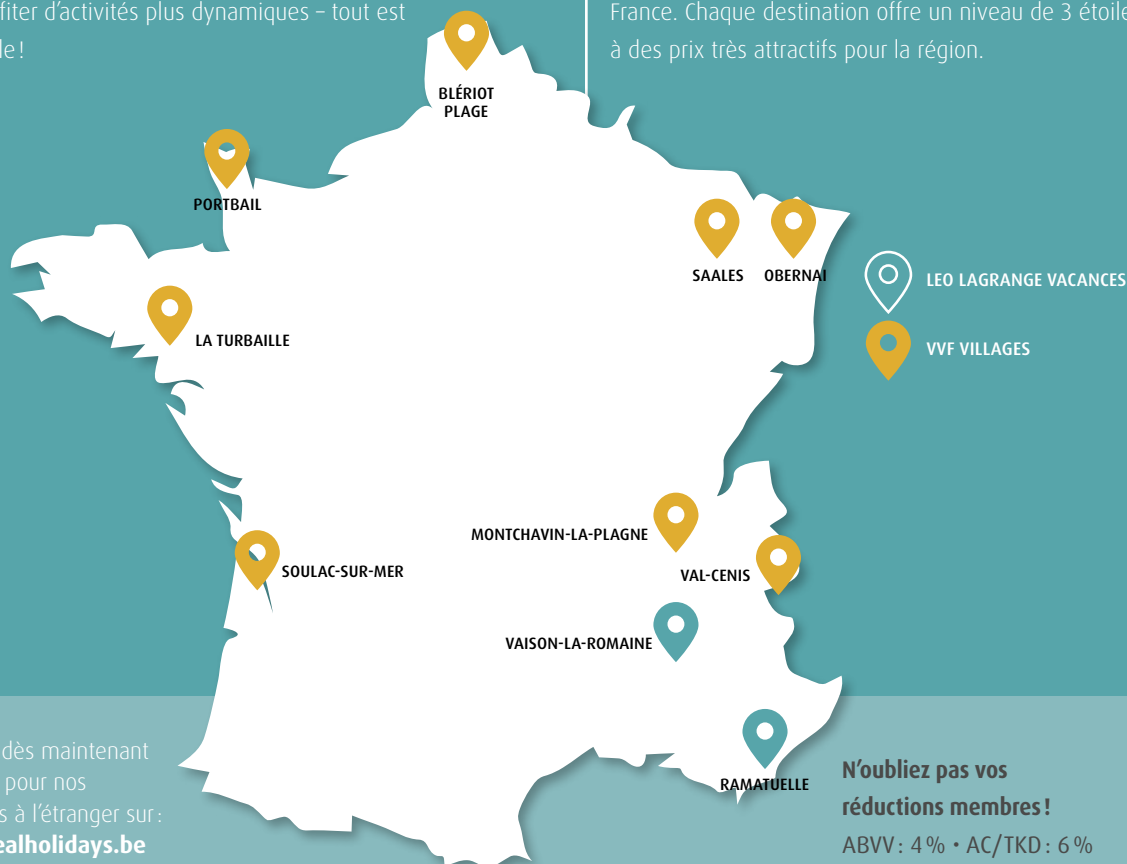 fiter d’activités plus dynamiques – tout est
le !
France. Chaque destination offre un niveau de 3 étoile
à des prix très attractifs pour la région.
BLÉRIOT
PLAGE
PORTBAIL
SAALES
OBERNAI
LEO LAGRANGE VACANCES
LA TURBAILLE
VVF VILLAGES
MONTCHAVIN-LA-PLAGNE
SOULAC-SUR-MER
VAL-CENIS
VAISON-LA-ROMAINE
RAMATUELLE
dès maintenant
pour nos
s à l’étranger sur :
ealholidays.be
N’oubliez pas vos
réductions membres !
ABVV : 4 % • AC/TKD : 6 %